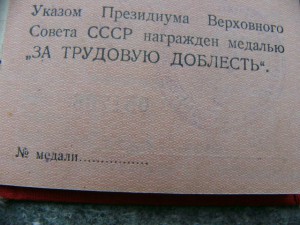 Указом Президиума Верховного
Совета СССР награжден медалью
„ЗА ТРУДОВУЮ ДОБЛЕСТЬ“.
№ медали...............